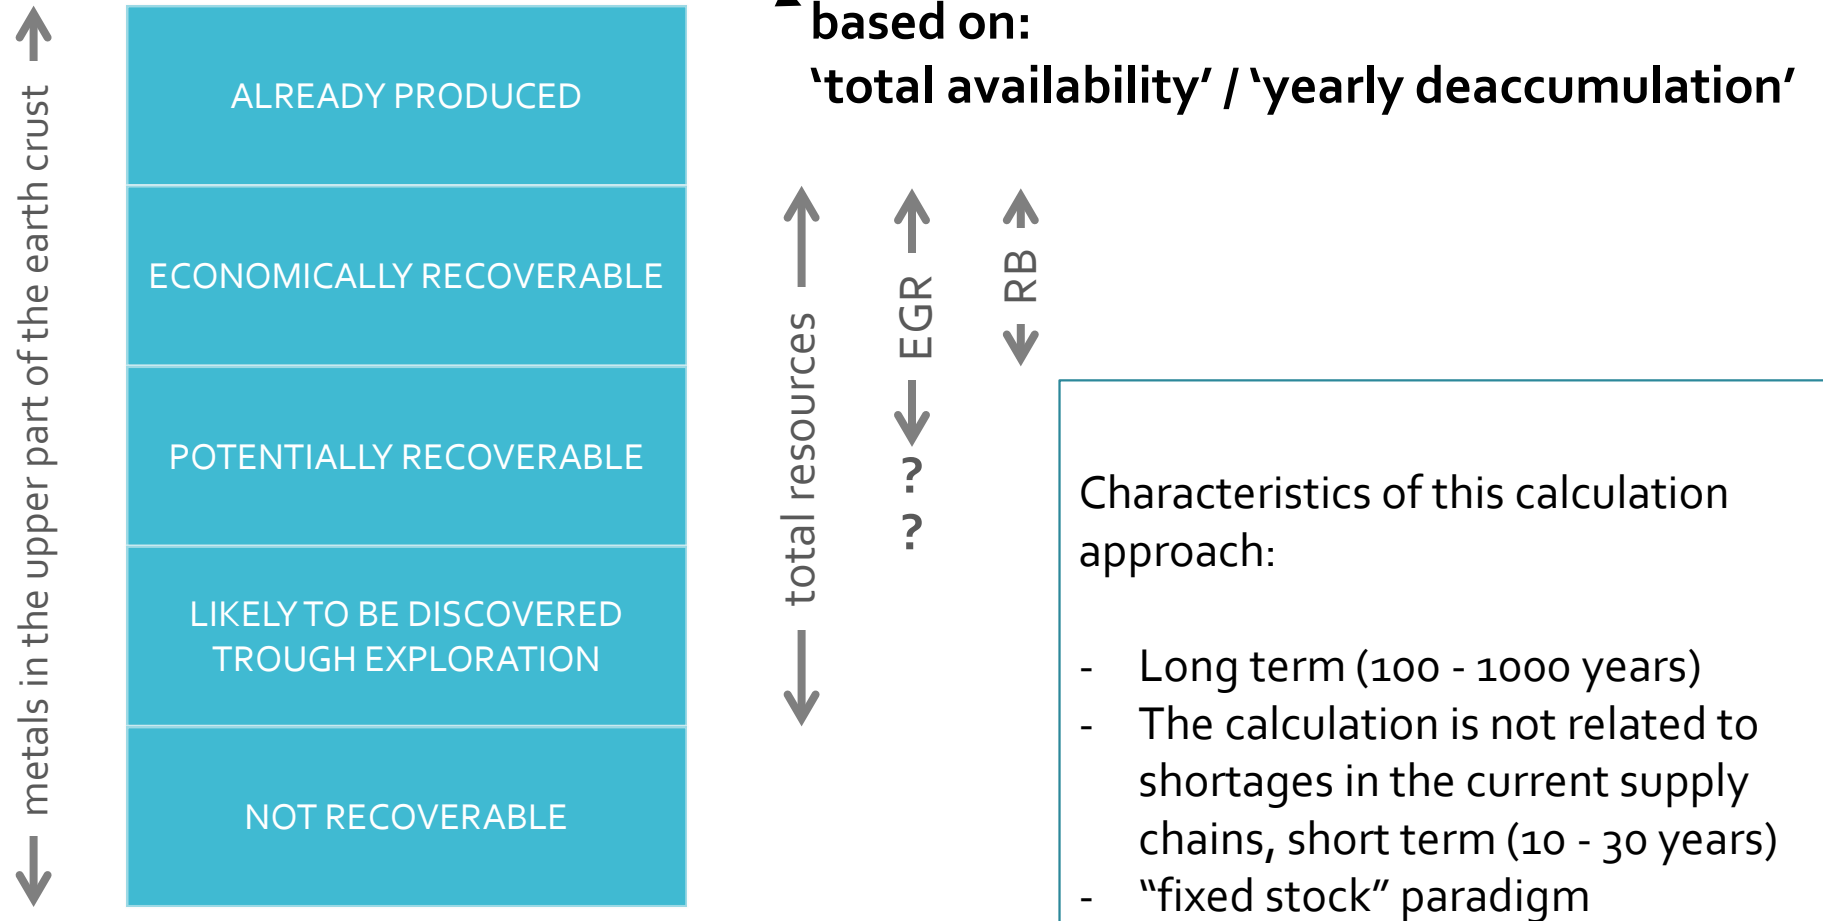 based on:
‘total availability’ / ‘yearly deaccumulation’
metals in the upper part of the earth crust
ALREADY PRODUCED
ECONOMICALLY RECOVERABLE
POTENTIALLY RECOVERABLE
LIKELY TO BE DISCOVERED
TROUGH EXPLORATION
NOT RECOVERABLE
total resources
EGR
?
?
RB
Characteristics of this calculation
approach:
- Long term (100 - 1000 years)
- The calculation is not related to
shortages in the current supply
chains, short term (10 - 30 years)
- “fixed stock” paradigm